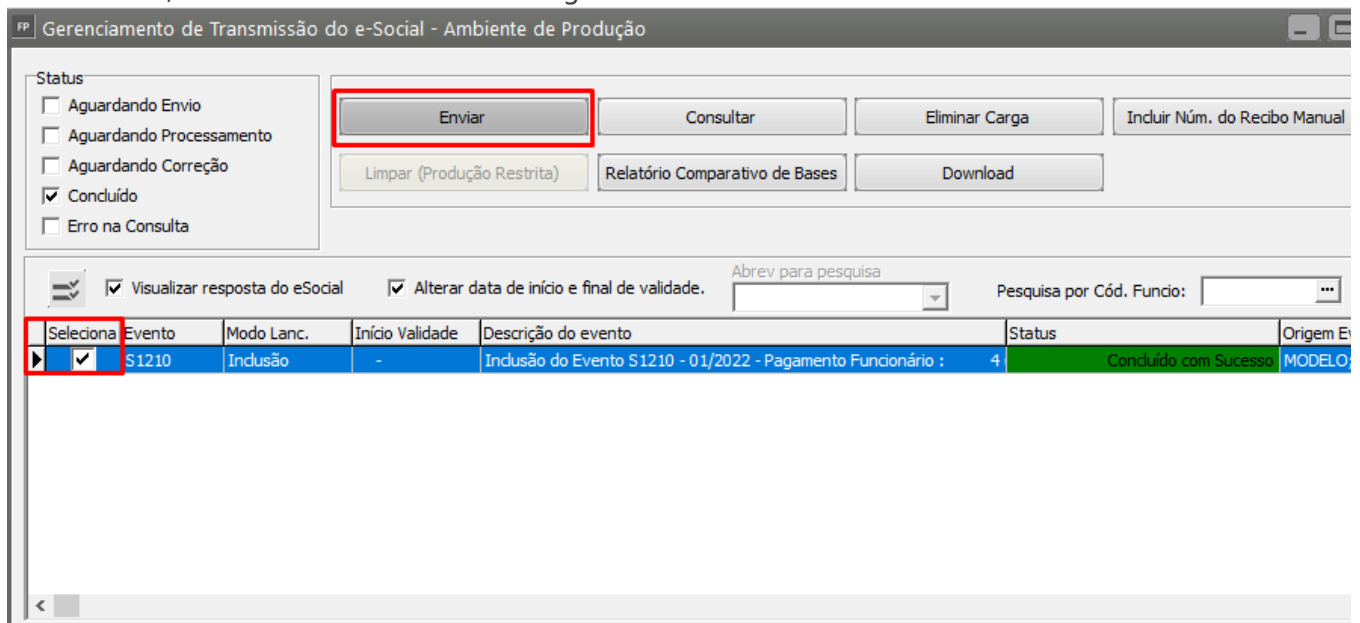 FP Gerenciamento de Transmissão do e-Social - Ambiente de Produção
Status
Aguardando Envio
Aguardando Processamento
Aguardando Correção
Concluído
Erro na Consulta
Enviar Consultar Eliminar Carga Incluir Núm. do Recibo Manual
Limpar (Produção Restrita) Relatório Comparativo de Bases Download
Visualizar resposta do eSocial Alterar data de início e final de validade. Abrev para pesquisa Pesquisa por Cód. Funcio: ...
Seleciona Evento Modo Lanc. Início Validade Descrição do evento Status Origem Ev
S1210 Inclusão - Inclusão do Evento S1210 - 01/2022 - Pagamento Funcionário : 4 Concluído com Sucesso MODELO;